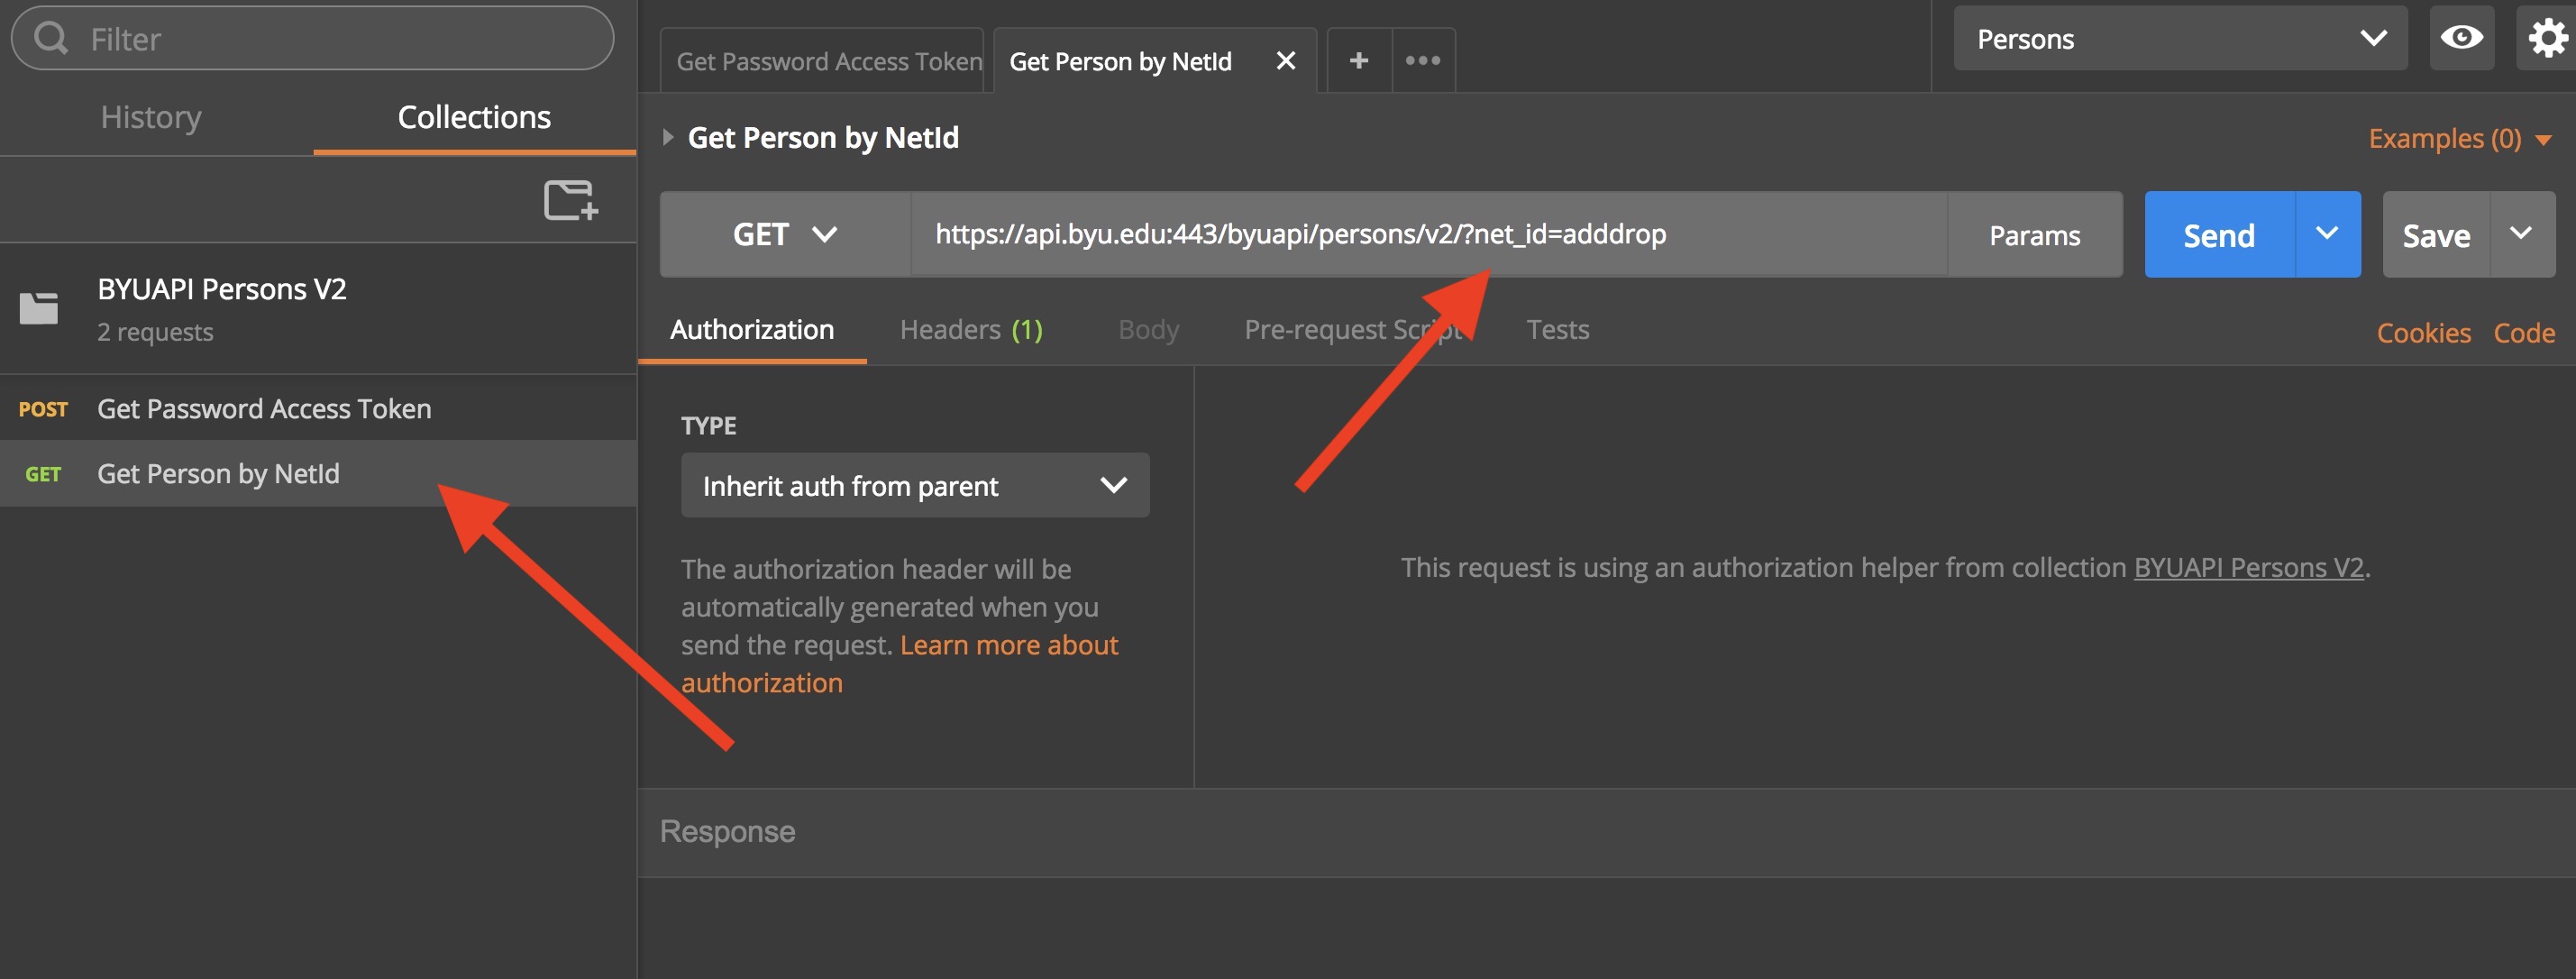 Filter
History
Collections
BYUAPI Persons V2
2 requests
POST Get Password Access Token
GET Get Person by NetId
Get Password Access Token
Get Person by NetId
Persons
Get Person by NetId
Examples (0)
GET
https://api.byu.edu:443/byuapi/persons/v2/?net_id=adddrop
Params
Send
Save
Authorization
Headers (1)
Body
Pre-request Script
Tests
Cookies
Code
TYPE
Inherit auth from parent
The authorization header will be
automatically generated when you
send the request. Learn more about
authorization
This request is using an authorization helper from collection BYUAPI Persons V2.
Response